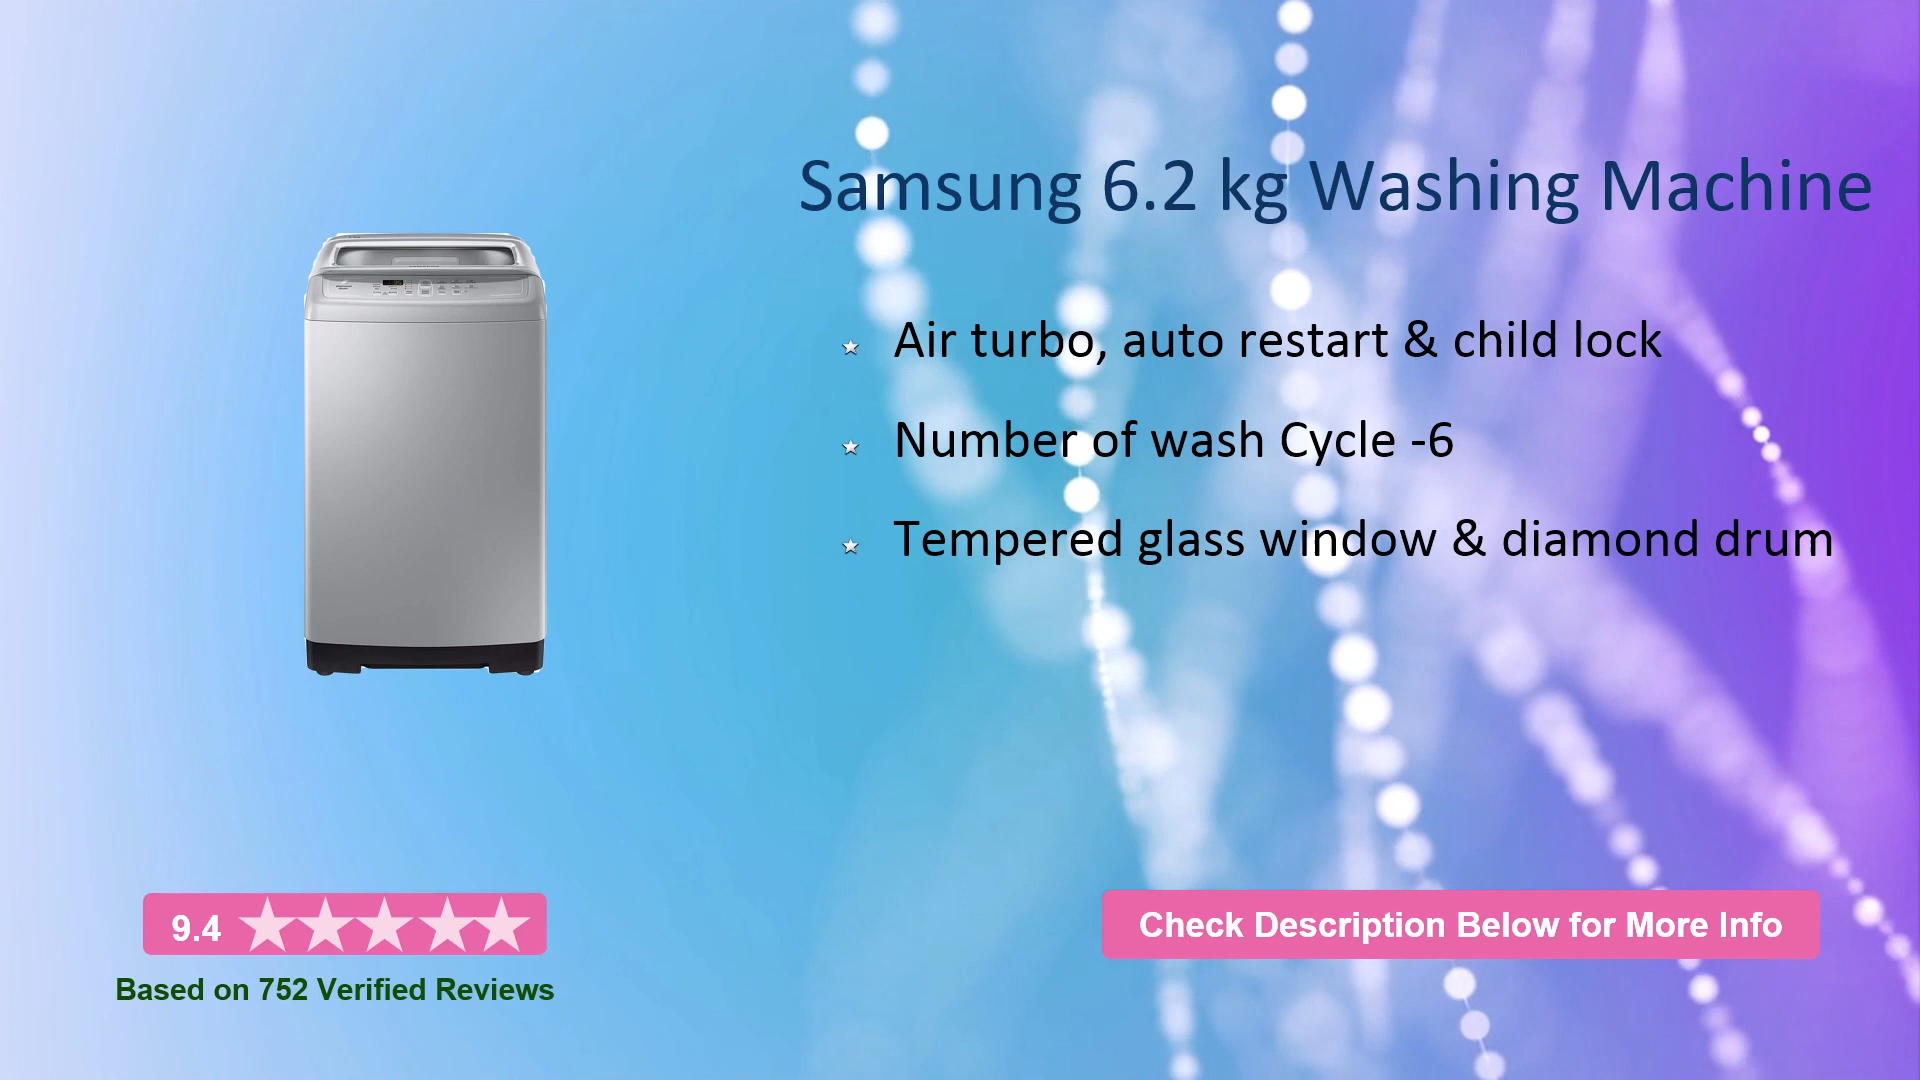 Samsung 6.2 kg Washing Machine
Air turbo, auto restart & child lock
Number of wash Cycle -6
Tempered glass window & diamond drum
9.4
Based on 752 Verified Reviews
Check Description Below for More Info